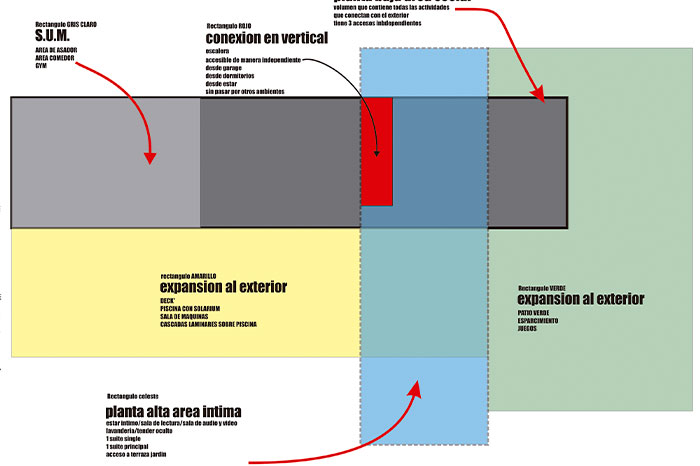 Rectangulo GRIS CLARO
S.U.M.
AREA DE ASADOR
AREA COMEDOR
GYM
Rectangulo ROJO
conexion en vertical
escalera
accesible de manera independiente
desde garage
desde dormitorios
desde estar
sin pasar por otros ambientes
planta baja area social
volumen que contiene todas las actividades
que conectan con el exterior
tiene 3 accesos inbdependientes
rectangulo AMARILLO
expansion al exterior
DECK'
PISCINA CON SOLARIUM
SALA DE MAQUINAS
CASCADAS LAMINARES SOBRE PISCINA
Rectangulo VERDE
expansion al exterior
PATIO VERDE
ESPARCIMIENTO
JUEGOS
Rectangulo celeste
planta alta area intima
estar intimo/sala de lectura/sala de audio y video
lavanderia/tender oculto
1 suite single
1 suite principal
acceso a terraza jardin